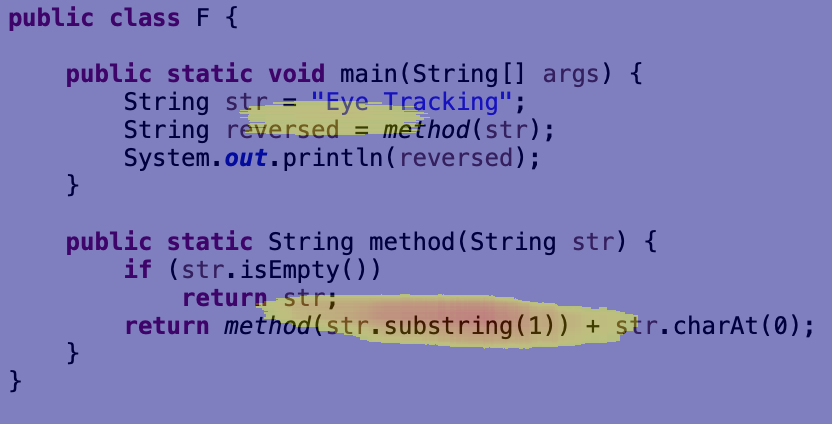 public class F {
public static void main(String[] args) {
String str = "Eye Tracking";
String reversed = method(str);
System.out.println(reversed);
}
public static String method(String str) {
if (str.isEmpty())
return str;
return method(str.substring(1)) + str.charAt(0);
}
}